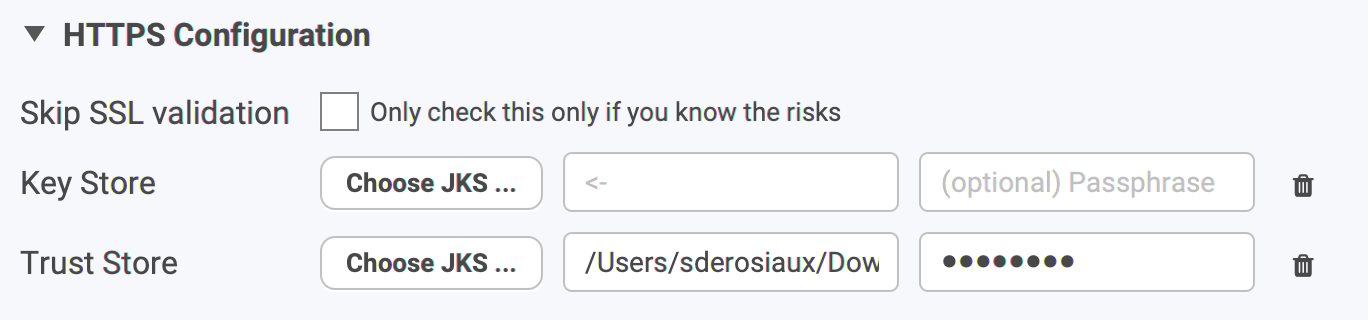 HTTPS Configuration
Skip SSL validation Only check this only if you know the risks
Key Store Choose JKS ... <- (optional) Passphrase
Trust Store Choose JKS ... /Users/sderosiaux/Dow ••••••••